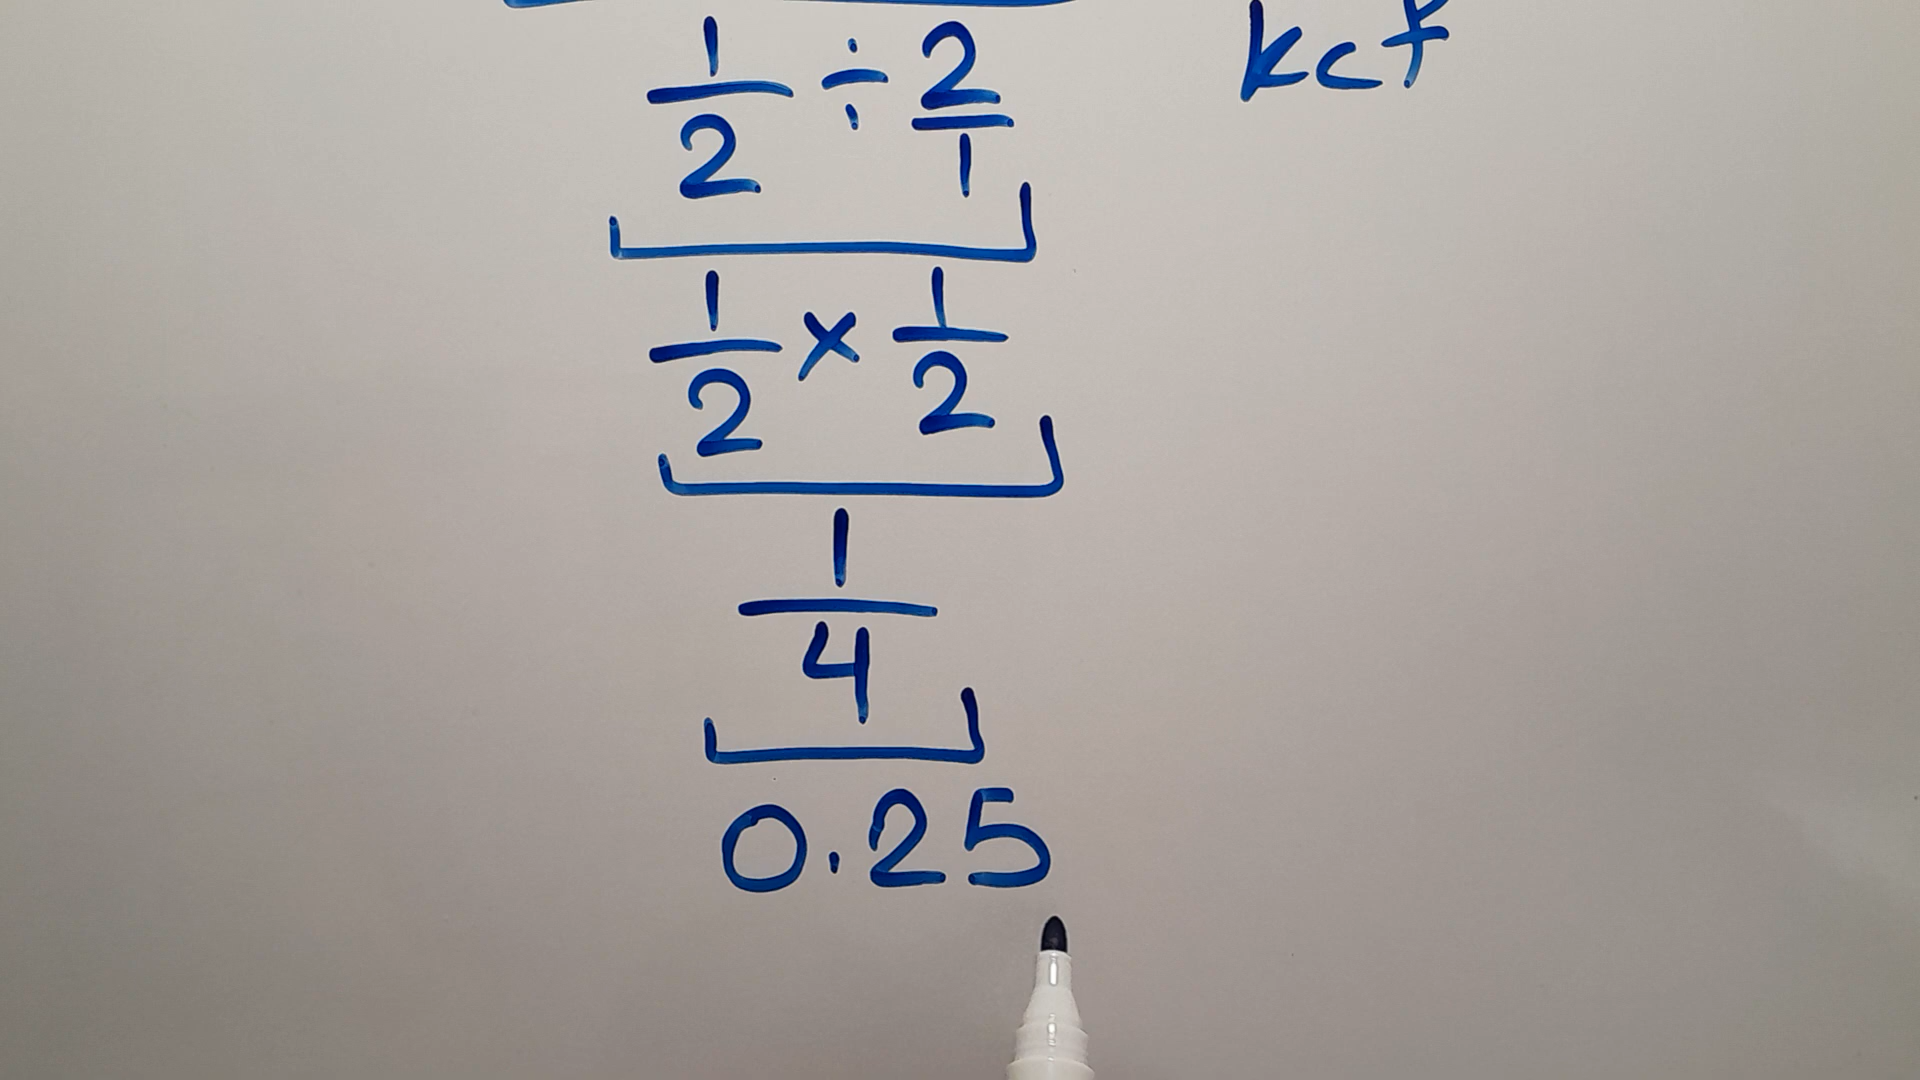 1/2 ÷ 2/1
kcf
1/2 × 1/2
1/4
0.25